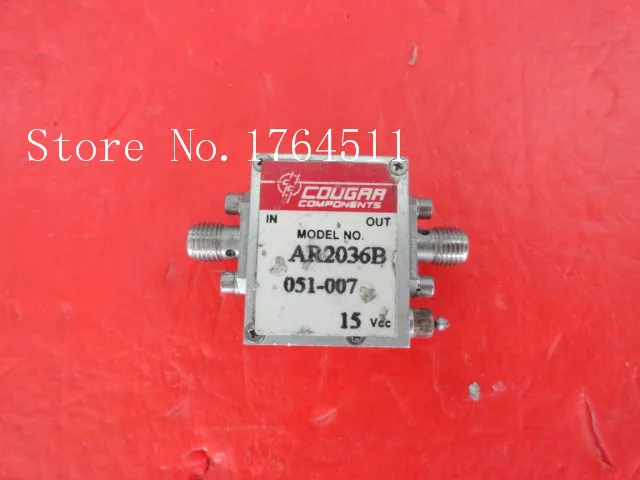 Store No. 1764511
COUGAR
COMPONENTS
IN
OUT
MODEL NO.
AR2036B
051-007
15 Vcc